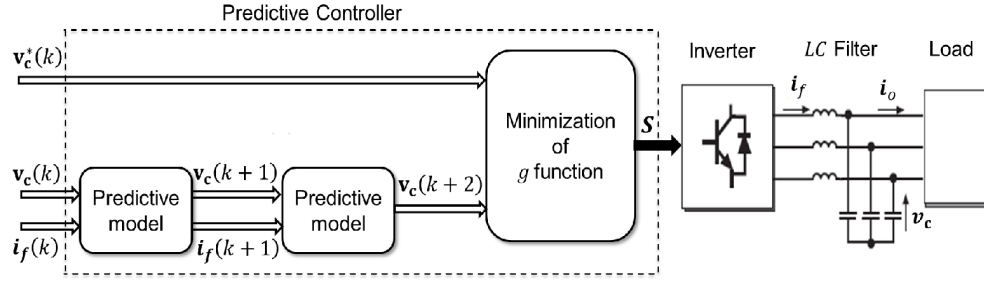 Predictive Controller
v_c^*(k)
Inverter
LC Filter
Load
i_f
i_o
Minimization
of
g function
S
v_c(k)
v_c(k + 1)
Predictive
model
Predictive
model
v_c(k + 2)
i_f(k)
i_f(k + 1)
v_c